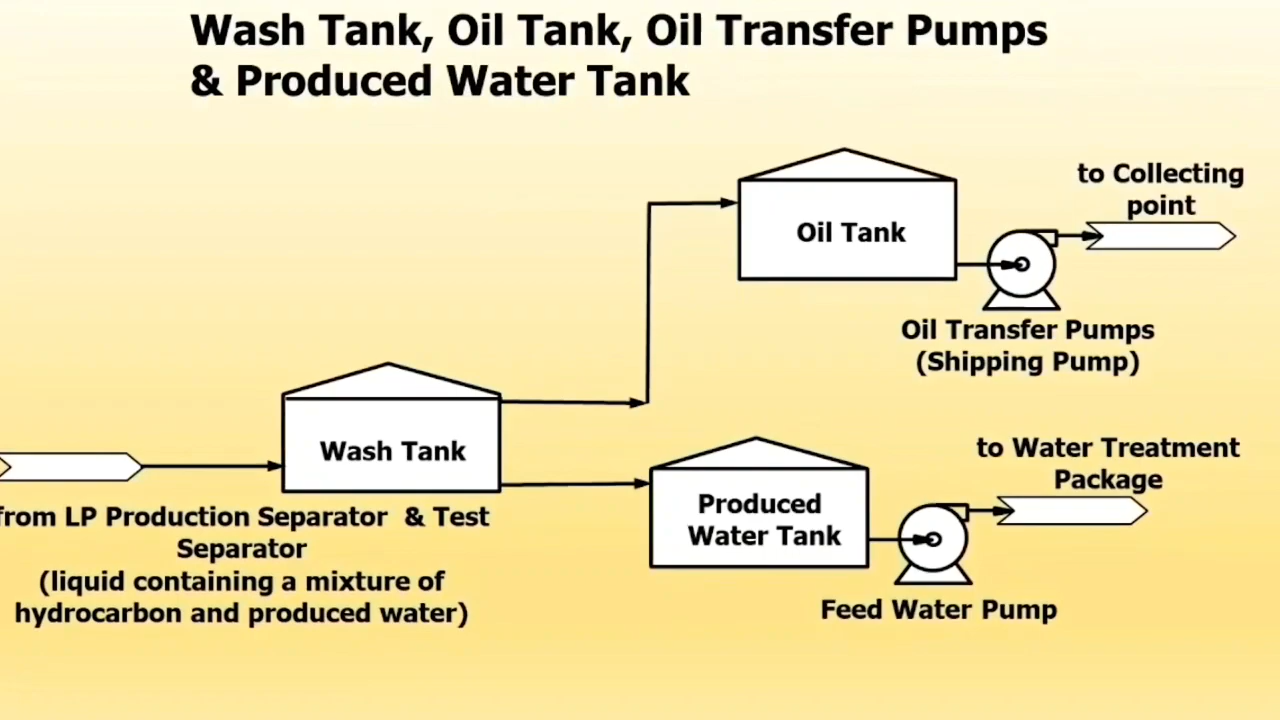 Wash Tank, Oil Tank, Oil Transfer Pumps
& Produced Water Tank
to Collecting
point
Oil Tank
Oil Transfer Pumps
(Shipping Pump)
Wash Tank
from LP Production Separator & Test
Separator
(liquid containing a mixture of
hydrocarbon and produced water)
Produced
Water Tank
to Water Treatment
Package
Feed Water Pump